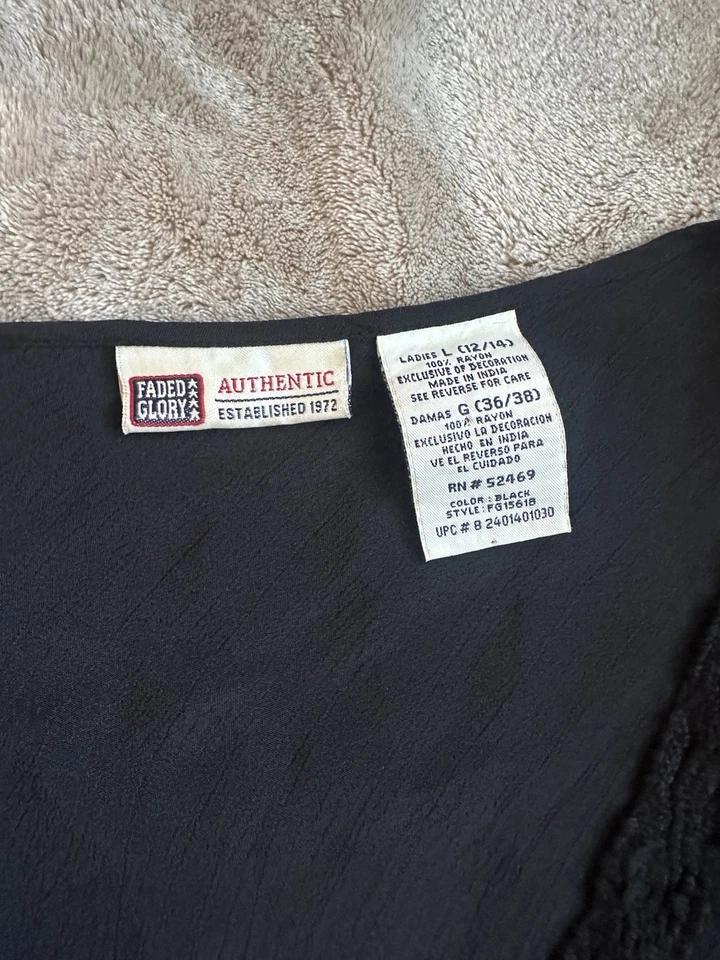 FADED
GLORY
AUTHENTIC
ESTABLISHED 1972
LADIES L (12/14)
100% RAYON
EXCLUSIVE OF DECORATION
MADE IN INDIA
SEE REVERSE FOR CARE
DAMAS G (36/38)
100% RAYON
EXCLUSIVO LA DECORACION
HECHO EN INDIA
VE EL REVERSO PARA
EL CUIDADO
RN # 52469
COLOR : BLACK
STYLE : FG15618
UPC # 8 2401401030